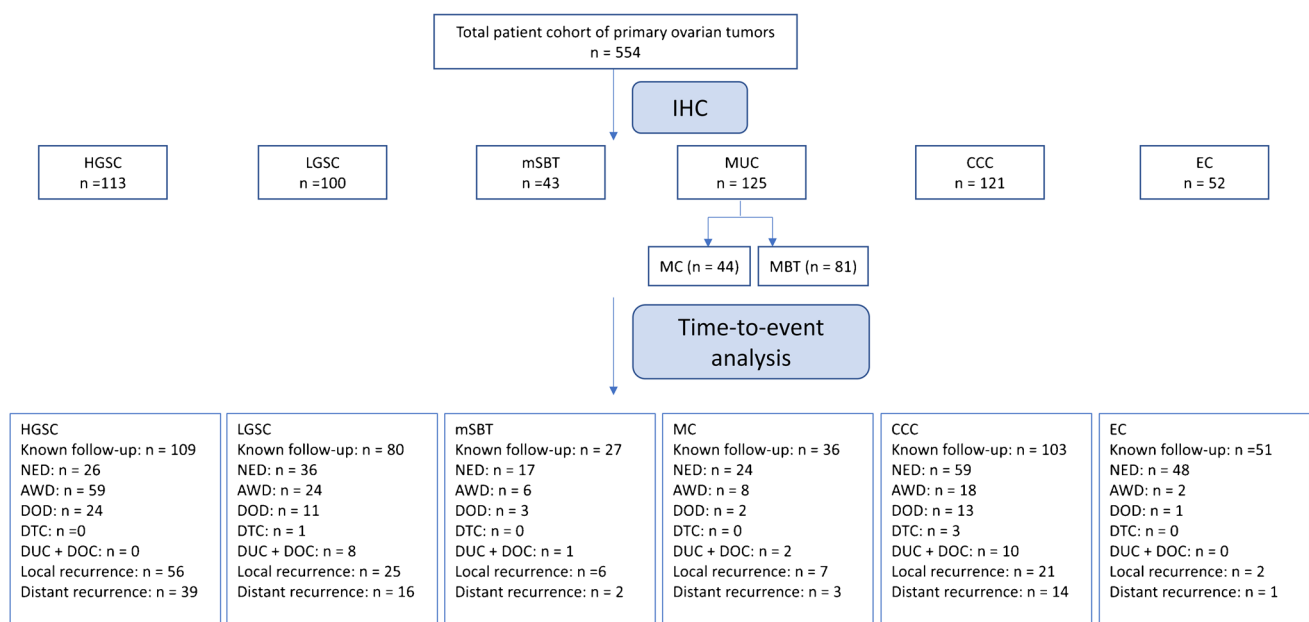 Total patient cohort of primary ovarian tumors
n = 554
IHC
HGSC
n =113
LGSC
n =100
mSBT
n =43
MUC
n = 125
CCC
n = 121
EC
n = 52
MC (n = 44)
MBT (n = 81)
Time-to-event
analysis
HGSC
Known follow-up: n = 109
NED: n = 26
AWD: n = 59
DOD: n = 24
DTC: n =0
DUC + DOC: n = 0
Local recurrence: n = 56
Distant recurrence: n = 39
LGSC
Known follow-up: n = 80
NED: n = 36
AWD: n = 24
DOD: n = 11
DTC: n = 1
DUC + DOC: n = 8
Local recurrence: n = 25
Distant recurrence: n = 16
mSBT
Known follow-up: n = 27
NED: n = 17
AWD: n = 6
DOD: n = 3
DTC: n = 0
DUC + DOC: n = 1
Local recurrence: n =6
Distant recurrence: n = 2
MC
Known follow-up: n = 36
NED: n = 24
AWD: n = 8
DOD: n = 2
DTC: n = 0
DUC + DOC: n = 2
Local recurrence: n = 7
Distant recurrence: n = 3
CCC
Known follow-up: n = 103
NED: n = 59
AWD: n = 18
DOD: n = 13
DTC: n = 3
DUC + DOC: n = 10
Local recurrence: n = 21
Distant recurrence: n = 14
EC
Known follow-up: n =51
NED: n = 48
AWD: n = 2
DOD: n = 1
DTC: n = 0
DUC + DOC: n = 0
Local recurrence: n = 2
Distant recurrence: n = 1